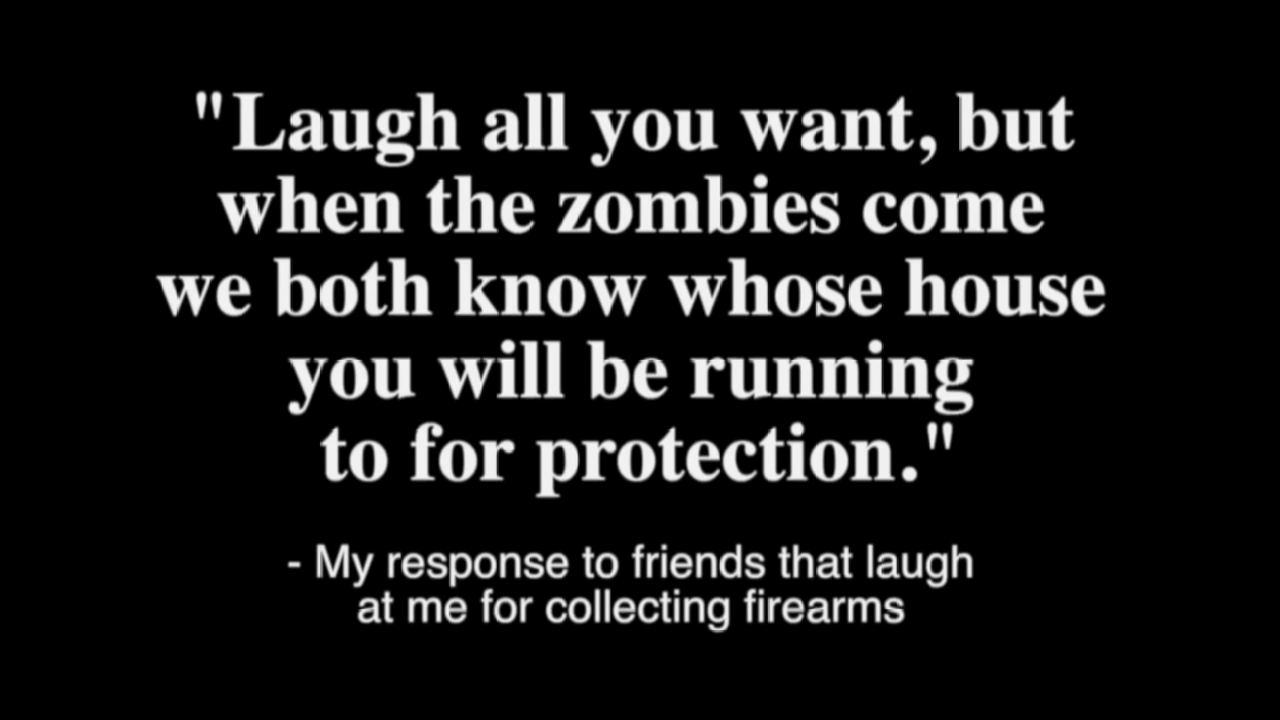 "Laugh all you want, but
when the zombies come
we both know whose house
you will be running
to for protection."
- My response to friends that laugh
at me for collecting firearms